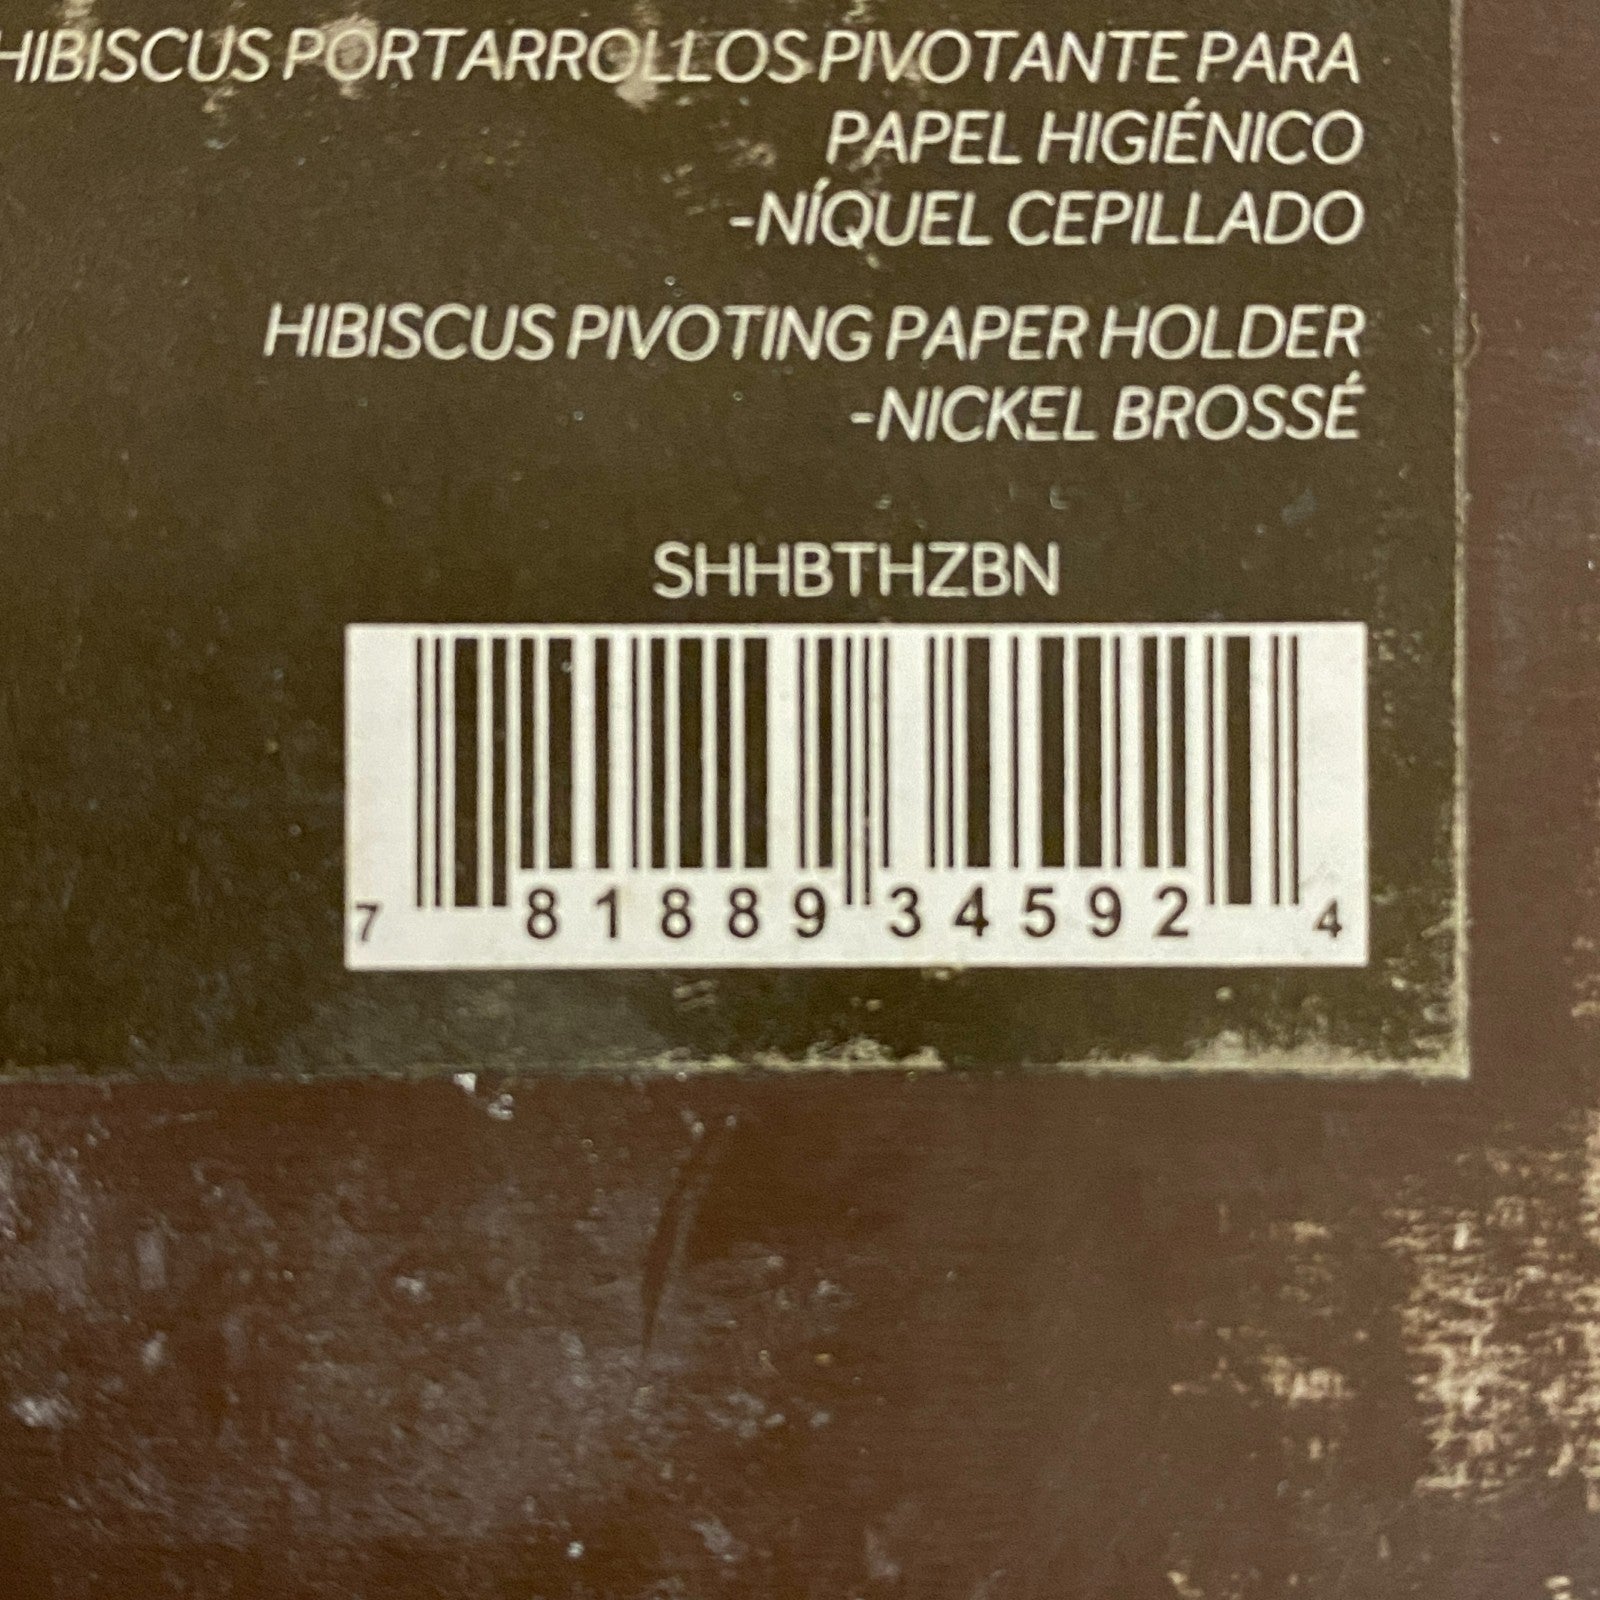 HIBISCUS PORTARROLLOS PIVOTANTE PARA
PAPEL HIGIÉNICO
-NÍQUEL CEPILLADO
HIBISCUS PIVOTING PAPER HOLDER
-NICKEL BROSSÉ
SHHBTHZBN
7 81889 34592 4